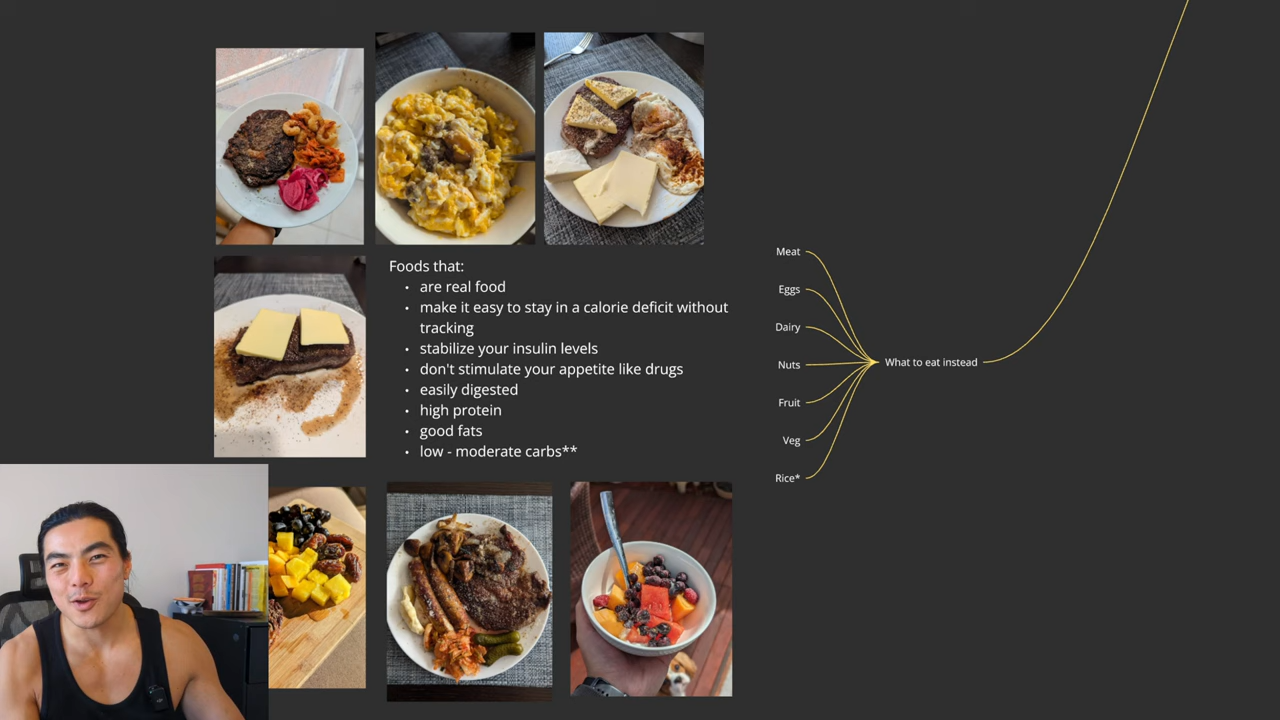 Foods that:
• are real food
• make it easy to stay in a calorie deficit without
tracking
• stabilize your insulin levels
• don't stimulate your appetite like drugs
• easily digested
• high protein
• good fats
• low - moderate carbs**
Meat
Eggs
Dairy
Nuts
Fruit
Veg
Rice*
What to eat instead